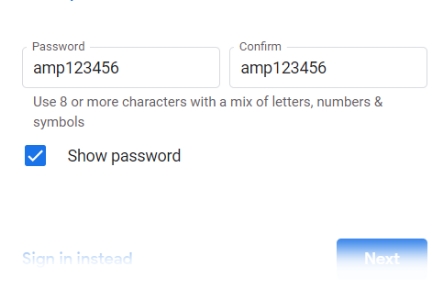 Password Confirm
amp123456 amp123456
Use 8 or more characters with a mix of letters, numbers &
symbols
Show password
Sign in instead Next